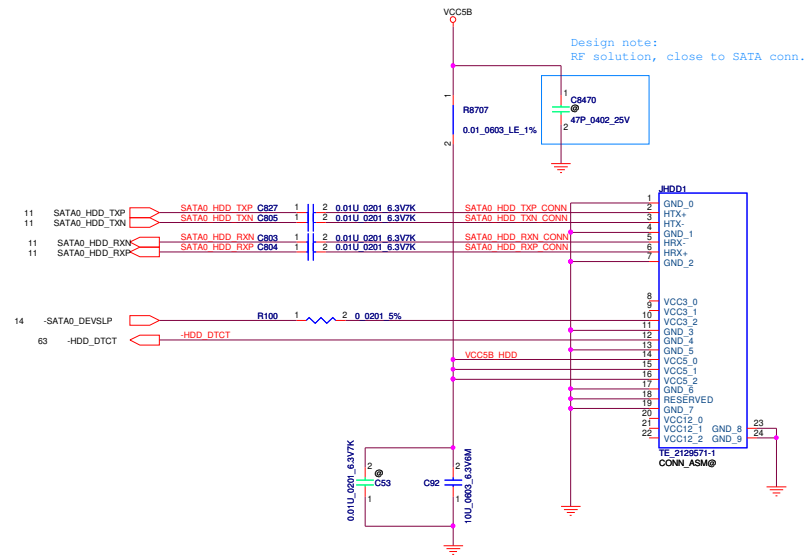 VCC5B
Design note:
RF solution, close to SATA conn.
1
C8470
@
47P_0402_25V
2
1
R8707
0.01_0603_LE_1%
2
JHDD1
11 SATA0_HDD_TXP SATA0_HDD_TXP C827 1 2 0.01U_0201_6.3V7K SATA0_HDD_TXP_CONN
11 SATA0_HDD_TXN SATA0_HDD_TXN C805 1 2 0.01U_0201_6.3V7K SATA0_HDD_TXN_CONN
11 SATA0_HDD_RXN SATA0_HDD_RXN C803 1 2 0.01U_0201_6.3V7K SATA0_HDD_RXN_CONN
11 SATA0_HDD_RXP SATA0_HDD_RXP C804 1 2 0.01U_0201_6.3V7K SATA0_HDD_RXP_CONN
14 -SATA0_DEVSLP R100 1 2 0_0201_5%
63 -HDD_DTCT -HDD_DTCT
VCC5B_HDD
1 GND_0
2 HTX+
3 HTX-
4 GND_1
5 HRX-
6 HRX+
7 GND_2
8 VCC3_0
9 VCC3_1
10 VCC3_2
11 GND_3
12 GND_4
13 GND_5
14 VCC5_0
15 VCC5_1
16 VCC5_2
17 GND_6
18 RESERVED
19 GND_7
20 VCC12_0
21 VCC12_1 GND_8 23
22 VCC12_2 GND_9 24
TE_2129571-1
CONN_ASM@
0.01U_0201_6.3V7K
2
@
C53
1
2
C92
1
10U_0603_6.3V6M